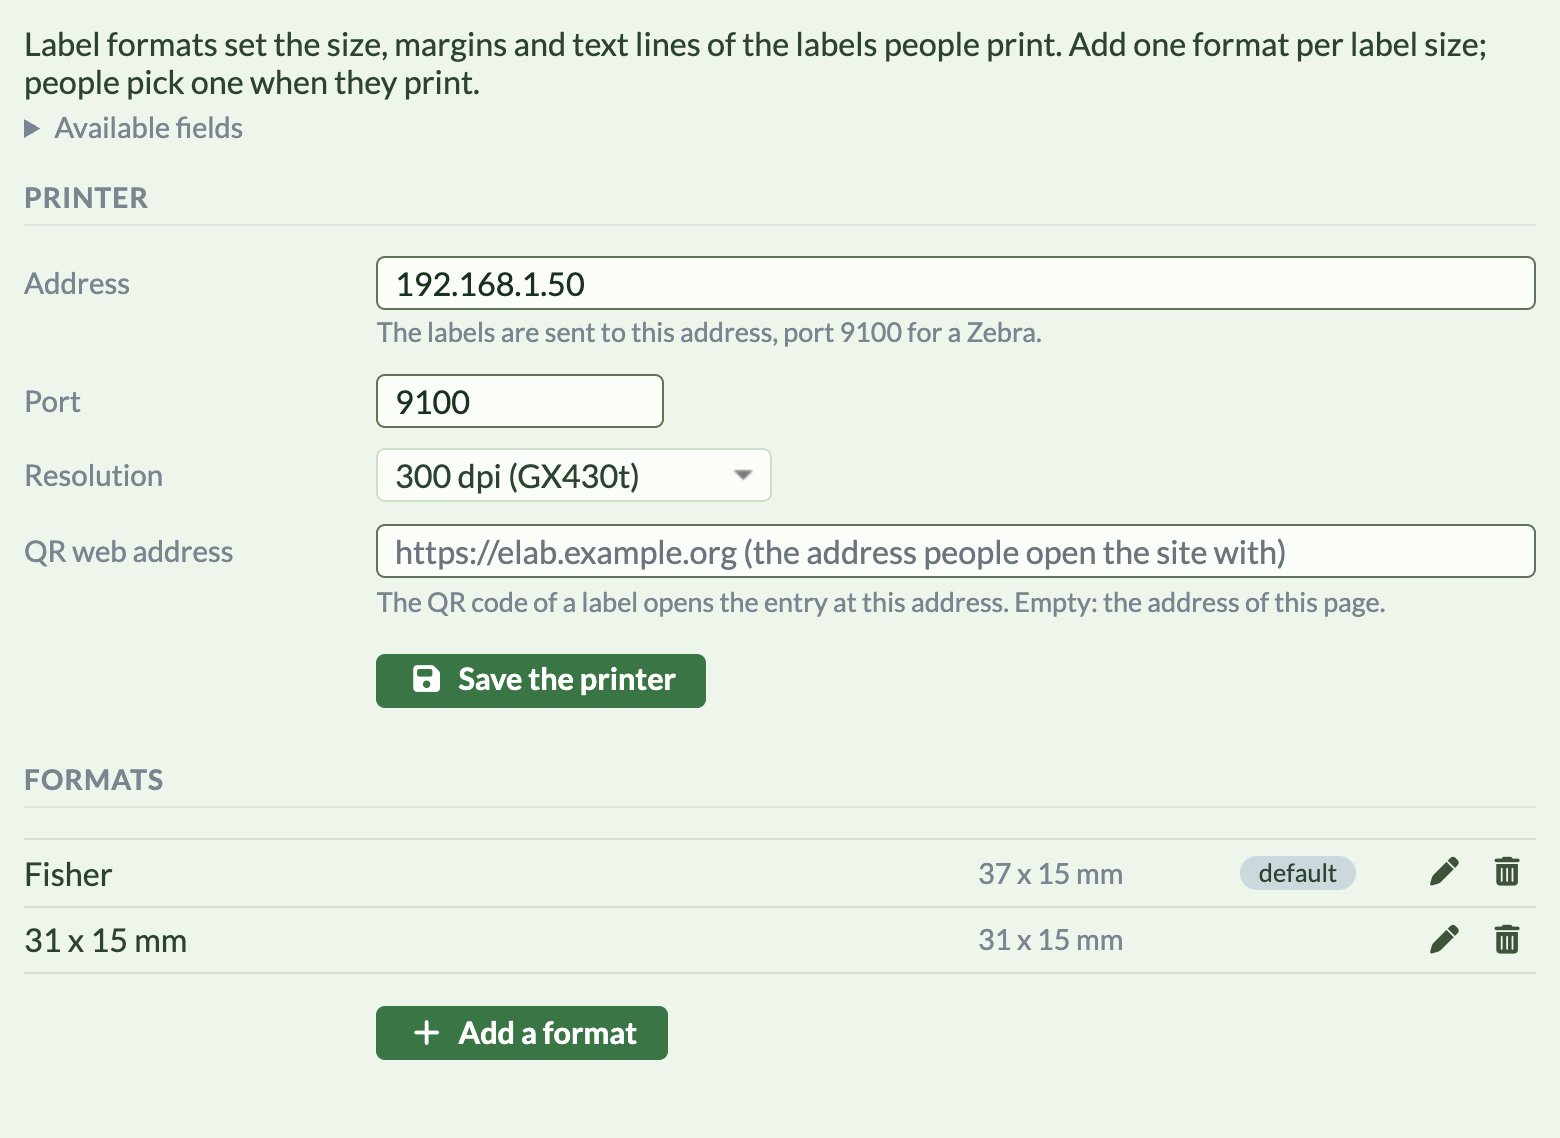 Label formats set the size, margins and text lines of the labels people print. Add one format per label size;
people pick one when they print.
Available fields
PRINTER
Address
192.168.1.50
The labels are sent to this address, port 9100 for a Zebra.
Port
9100
Resolution
300 dpi (GX430t)
QR web address
https://elab.example.org (the address people open the site with)
The QR code of a label opens the entry at this address. Empty: the address of this page.
Save the printer
FORMATS
Fisher 37 x 15 mm default
31 x 15 mm 31 x 15 mm
Add a format